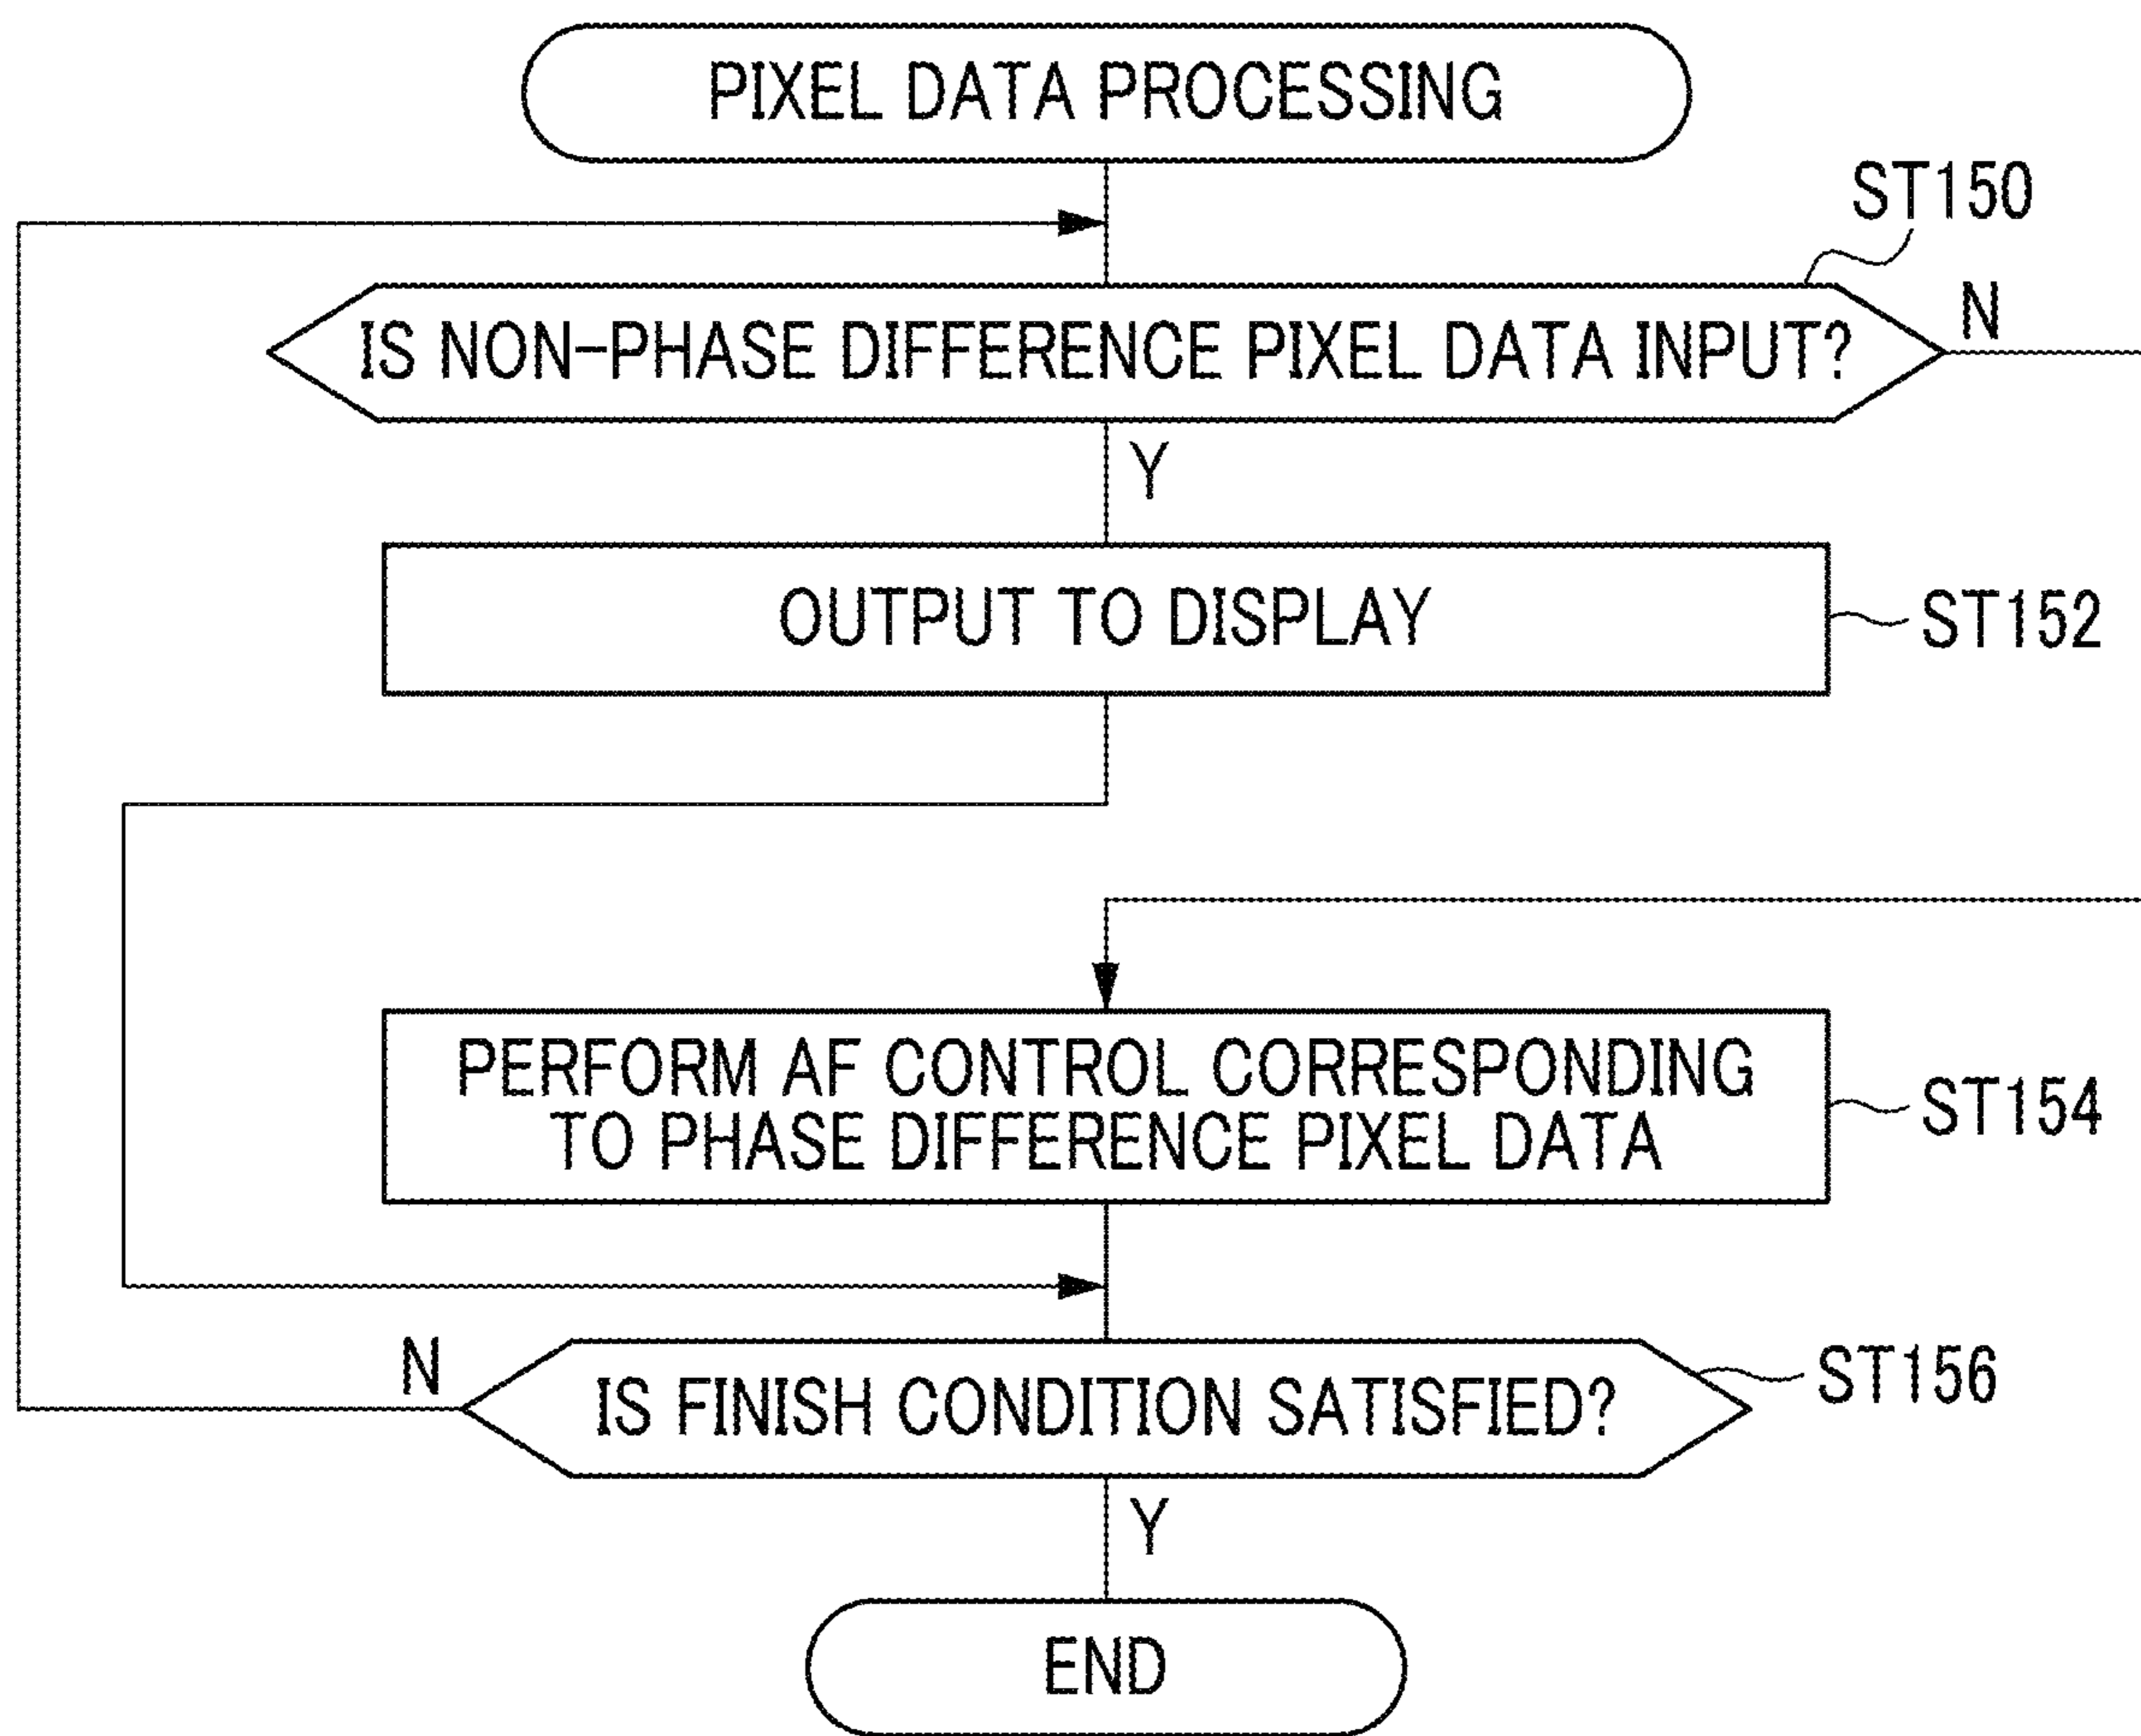 PIXEL DATA PROCESSING
ST150
IS NON-PHASE DIFFERENCE PIXEL DATA INPUT?
N
Y
OUTPUT TO DISPLAY
ST152
PERFORM AF CONTROL CORRESPONDING
TO PHASE DIFFERENCE PIXEL DATA
ST154
N
IS FINISH CONDITION SATISFIED?
ST156
Y
END